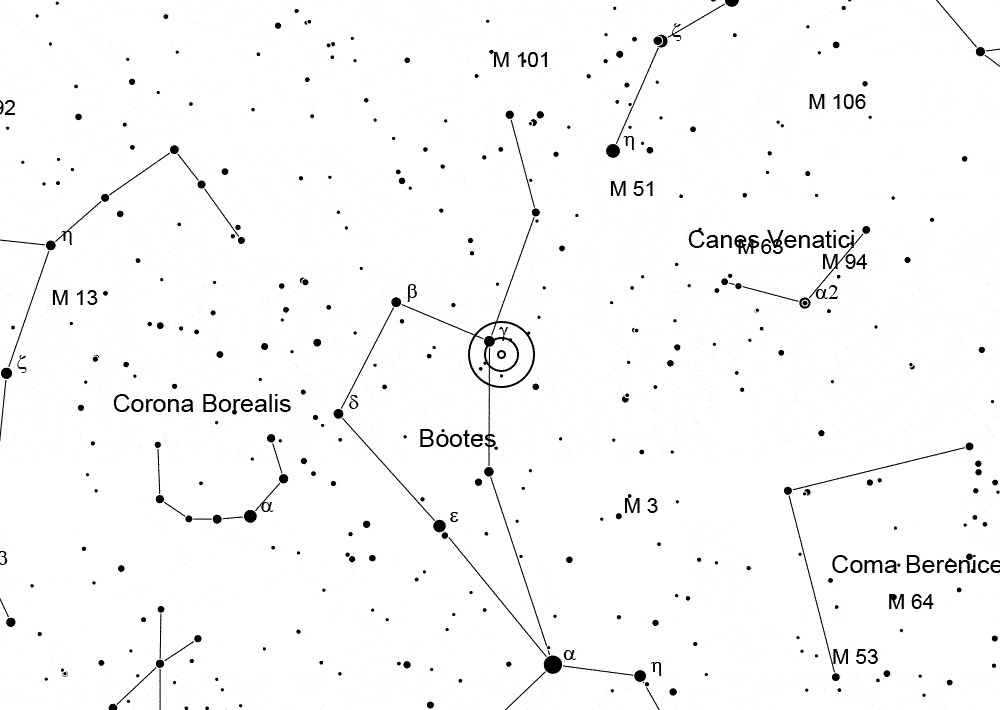 ζ
M 101
92
M 106
η
M 51
η
Canes Venatici
M 63
M 94
M 13
β
α2
γ
ζ
Corona Borealis
δ
Bootes
α
M 3
ε
β
Coma Berenice
M 64
α
M 53
η